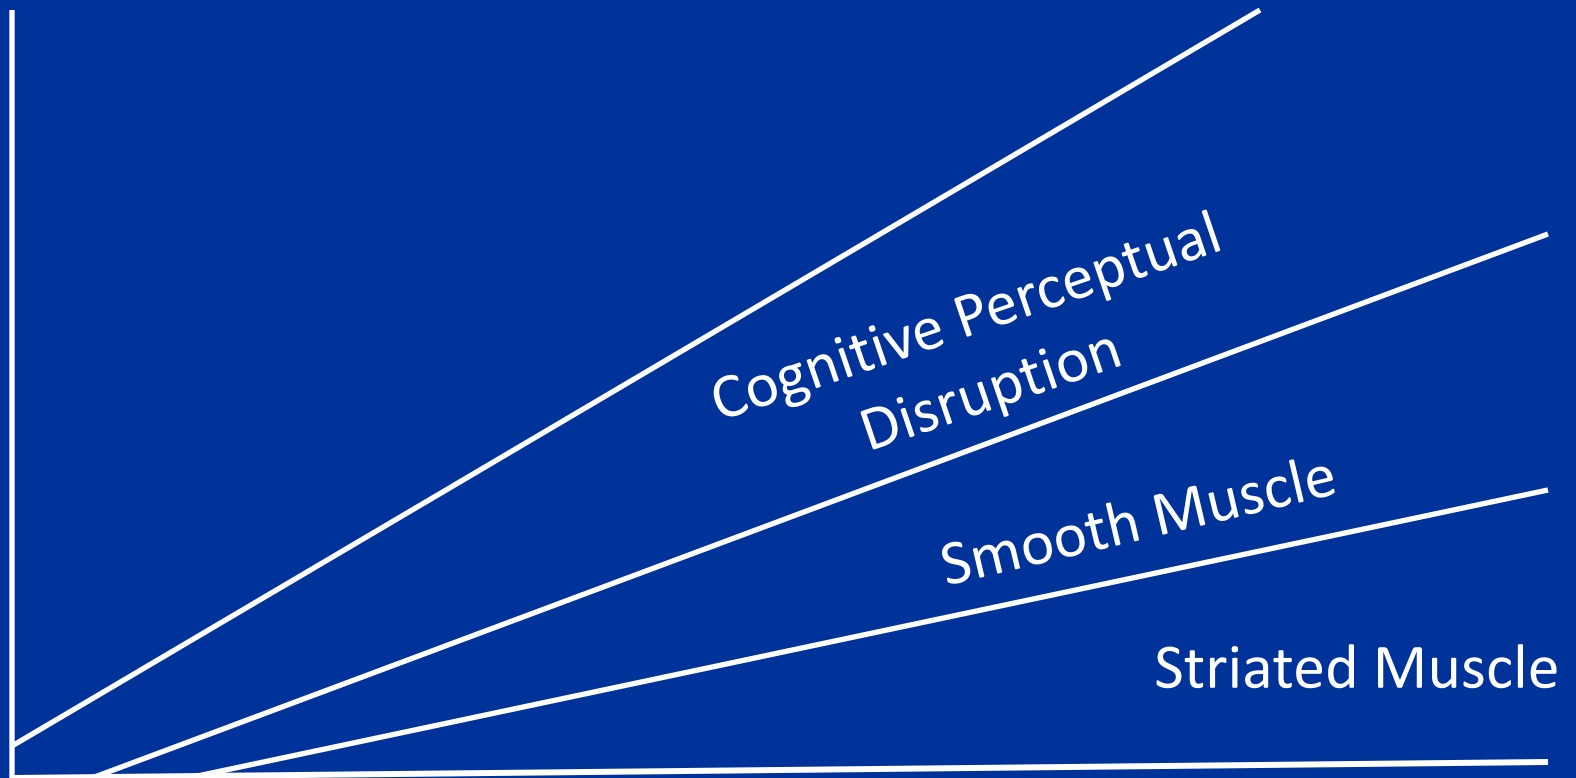 Cognitive Perceptual
Disruption
Smooth Muscle
Striated Muscle